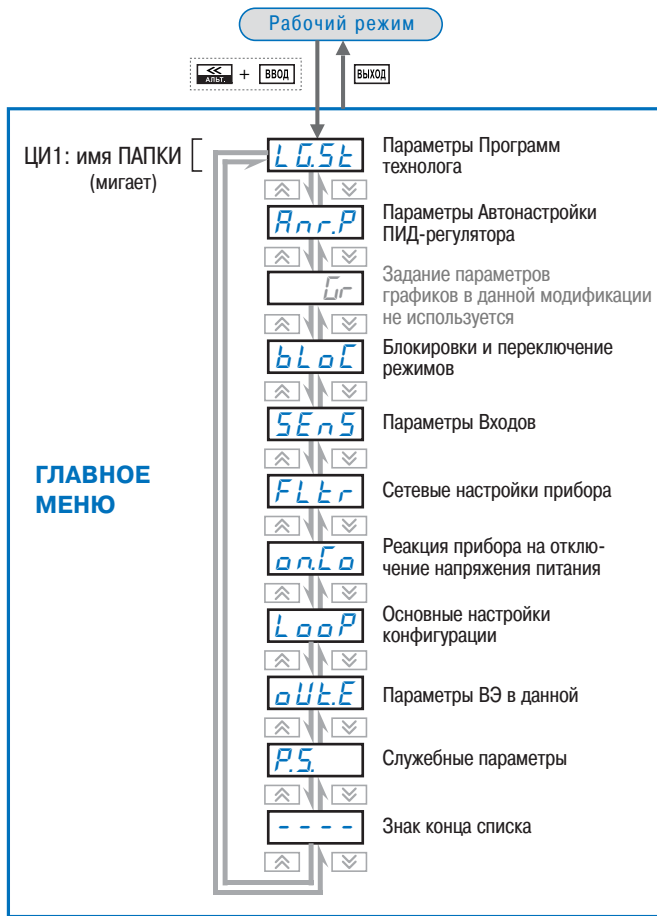 Рабочий режим
<<
АЛЬТ.
+
ВВОД
ВЫХОД
ЦИ1: имя ПАПКИ
(мигает)
LG.St
Параметры Программ
технолога
Anr.P
Параметры Автонастройки
ПИД-регулятора
Gr
Задание параметров
графиков в данной модификации
не используется
bLoC
Блокировки и переключение
режимов
SEnS
Параметры Входов
ГЛАВНОЕ
МЕНЮ
FLtr
Сетевые настройки прибора
on.Co
Реакция прибора на отклю-
чение напряжения питания
LooP
Основные настройки
конфигурации
oUt.E
Параметры ВЭ в данной
P.S.
Служебные параметры
- - - -
Знак конца списка